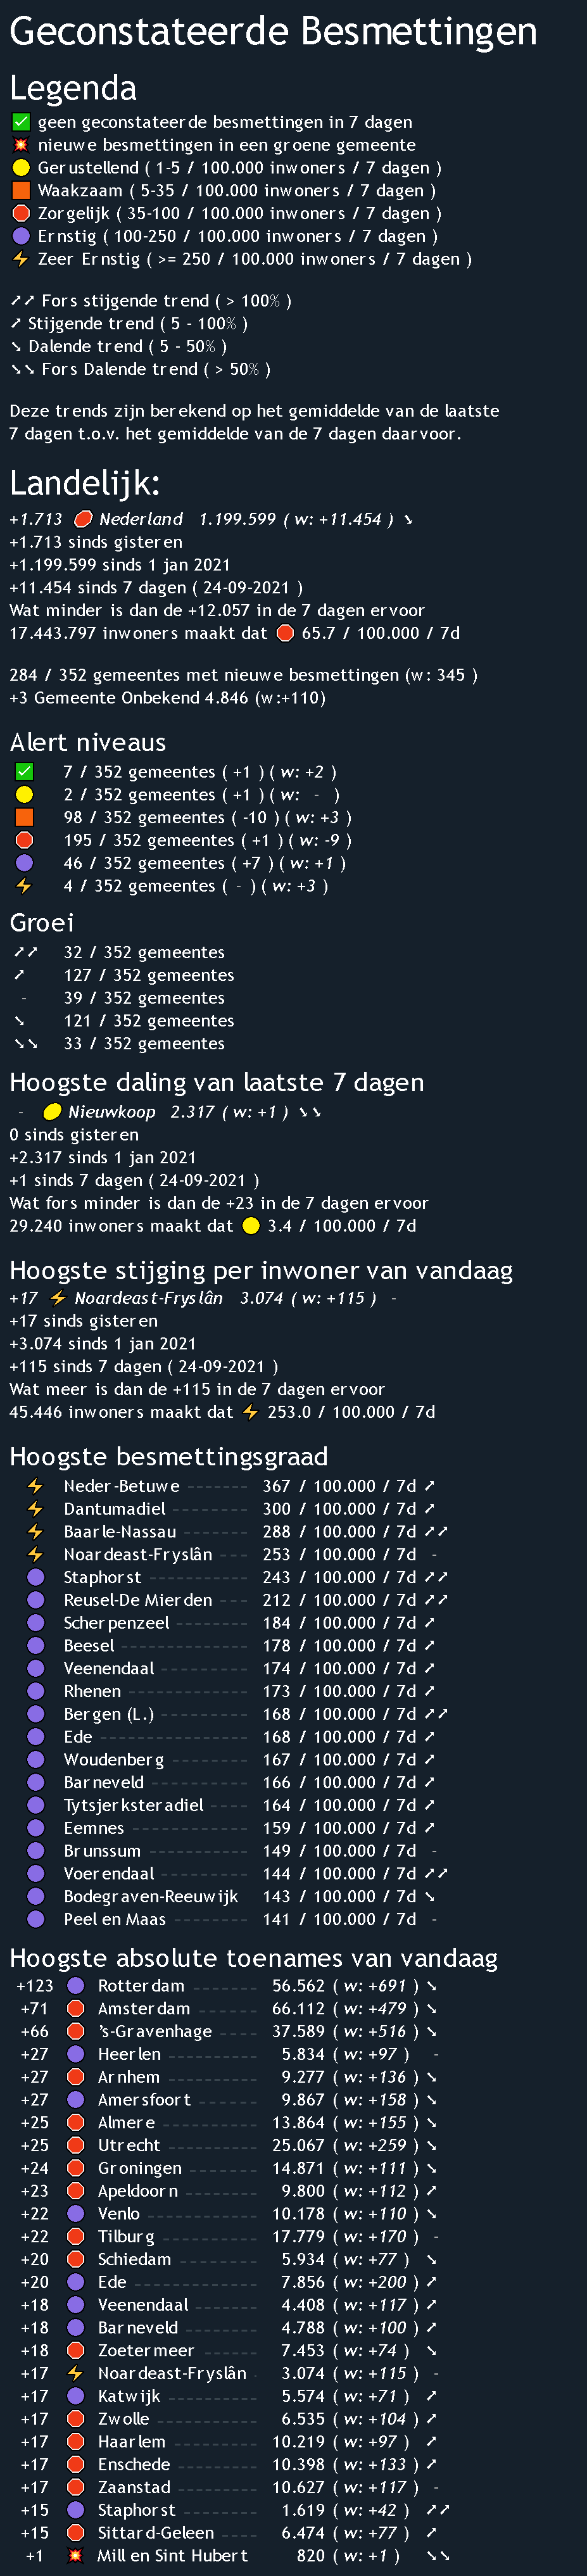 Geconstateerde Besmettingen
Legenda
✅ geen geconstateerde besmettingen in 7 dagen
💥 nieuwe besmettingen in een groene gemeente
🟡 Gerustellend ( 1-5 / 100.000 inwoners / 7 dagen )
🟧 Waakzaam ( 5-35 / 100.000 inwoners / 7 dagen )
🛑 Zorgelijk ( 35-100 / 100.000 inwoners / 7 dagen )
🟣 Ernstig ( 100-250 / 100.000 inwoners / 7 dagen )
⚡ Zeer Ernstig ( >= 250 / 100.000 inwoners / 7 dagen )
➚➚ Fors stijgende trend ( > 100% )
➚ Stijgende trend ( 5 - 100% )
➘ Dalende trend ( 5 - 50% )
➘➘ Fors Dalende trend ( > 50% )
Deze trends zijn berekend op het gemiddelde van de laatste
7 dagen t.o.v. het gemiddelde van de 7 dagen daarvoor.
Landelijk:
+1.713 🛑 Nederland 1.199.599 ( w: +11.454 ) ➘
+1.713 sinds gisteren
+1.199.599 sinds 1 jan 2021
+11.454 sinds 7 dagen ( 24-09-2021 )
Wat minder is dan de +12.057 in de 7 dagen ervoor
17.443.797 inwoners maakt dat 🛑 65.7 / 100.000 / 7d
284 / 352 gemeentes met nieuwe besmettingen (w: 345 )
+3 Gemeente Onbekend 4.846 (w:+110)
Alert niveaus
✅ 7 / 352 gemeentes ( +1 ) ( w: +2 )
🟡 2 / 352 gemeentes ( +1 ) ( w: - )
🟧 98 / 352 gemeentes ( -10 ) ( w: +3 )
🛑 195 / 352 gemeentes ( +1 ) ( w: -9 )
🟣 46 / 352 gemeentes ( +7 ) ( w: +1 )
⚡ 4 / 352 gemeentes ( - ) ( w: +3 )
Groei
➚➚ 32 / 352 gemeentes
➚ 127 / 352 gemeentes
- 39 / 352 gemeentes
➘ 121 / 352 gemeentes
➘➘ 33 / 352 gemeentes
Hoogste daling van laatste 7 dagen
- 🟡 Nieuwkoop 2.317 ( w: +1 ) ➘➘
0 sinds gisteren
+2.317 sinds 1 jan 2021
+1 sinds 7 dagen ( 24-09-2021 )
Wat fors minder is dan de +23 in de 7 dagen ervoor
29.240 inwoners maakt dat 🟡 3.4 / 100.000 / 7d
Hoogste stijging per inwoner van vandaag
+17 ⚡ Noardeast-Fryslân 3.074 ( w: +115 ) -
+17 sinds gisteren
+3.074 sinds 1 jan 2021
+115 sinds 7 dagen ( 24-09-2021 )
Wat meer is dan de +115 in de 7 dagen ervoor
45.446 inwoners maakt dat ⚡ 253.0 / 100.000 / 7d
Hoogste besmettingsgraad
⚡ Neder-Betuwe ------- 367 / 100.000 / 7d ➚
⚡ Dantumadiel --------- 300 / 100.000 / 7d ➚
⚡ Baarle-Nassau -------- 288 / 100.000 / 7d ➚➚
⚡ Noardeast-Fryslân --- 253 / 100.000 / 7d -
🟣 Staphorst ------------ 243 / 100.000 / 7d ➚➚
🟣 Reusel-De Mierden --- 212 / 100.000 / 7d ➚➚
🟣 Scherpenzeel -------- 184 / 100.000 / 7d ➚
🟣 Beesel --------------- 178 / 100.000 / 7d ➚
🟣 Veenendaal ---------- 174 / 100.000 / 7d ➚
🟣 Rhenen -------------- 173 / 100.000 / 7d ➚
🟣 Bergen (L.) ---------- 168 / 100.000 / 7d ➚➚
🟣 Ede ----------------- 168 / 100.000 / 7d ➚
🟣 Woudenberg --------- 167 / 100.000 / 7d ➚
🟣 Barneveld ----------- 166 / 100.000 / 7d ➚
🟣 Tytsjerksteradiel ---- 164 / 100.000 / 7d ➚
🟣 Eemnes ------------- 159 / 100.000 / 7d ➚
🟣 Brunssum ----------- 149 / 100.000 / 7d -
🟣 Voerendaal ---------- 144 / 100.000 / 7d ➚➚
🟣 Bodegraven-Reeuwijk 143 / 100.000 / 7d ➘
🟣 Peel en Maas -------- 141 / 100.000 / 7d -
Hoogste absolute toenames van vandaag
+123 🟣 Rotterdam ------- 56.562 ( w: +691 ) ➘
+71 🛑 Amsterdam ------- 66.112 ( w: +479 ) ➘
+66 🛑 's-Gravenhage ---- 37.589 ( w: +516 ) ➘
+27 🟣 Heerlen ---------- 5.834 ( w: +97 ) -
+27 🛑 Arnhem ---------- 9.277 ( w: +136 ) ➘
+27 🟣 Amersfoort ------- 9.867 ( w: +158 ) ➘
+25 🛑 Almere ----------- 13.864 ( w: +155 ) ➘
+25 🛑 Utrecht ---------- 25.067 ( w: +259 ) ➘
+24 🛑 Groningen -------- 14.871 ( w: +111 ) ➘
+23 🛑 Apeldoorn -------- 9.800 ( w: +112 ) ➚
+22 🟣 Venlo ------------ 10.178 ( w: +110 ) ➘
+22 🛑 Tilburg ----------- 17.779 ( w: +170 ) -
+20 🛑 Schiedam --------- 5.934 ( w: +77 ) ➘
+20 🟣 Ede -------------- 7.856 ( w: +200 ) ➚
+18 🟣 Veenendaal ------- 4.408 ( w: +117 ) ➚
+18 🟣 Barneveld -------- 4.788 ( w: +100 ) ➚
+18 🛑 Zoetermeer ------ 7.453 ( w: +74 ) ➘
+17 ⚡ Noardeast-Fryslân - 3.074 ( w: +115 ) -
+17 🟣 Katwijk ----------- 5.574 ( w: +71 ) ➚
+17 🛑 Zwolle ------------ 6.535 ( w: +104 ) ➚
+17 🛑 Haarlem ---------- 10.219 ( w: +97 ) ➚
+17 🛑 Enschede --------- 10.398 ( w: +133 ) ➚
+17 🛑 Zaanstad --------- 10.627 ( w: +117 ) -
+15 🟣 Staphorst --------- 1.619 ( w: +42 ) ➚➚
+15 🛑 Sittard-Geleen ---- 6.474 ( w: +77 ) ➚
+1 💥 Mill en Sint Hubert 820 ( w: +1 ) ➘➘